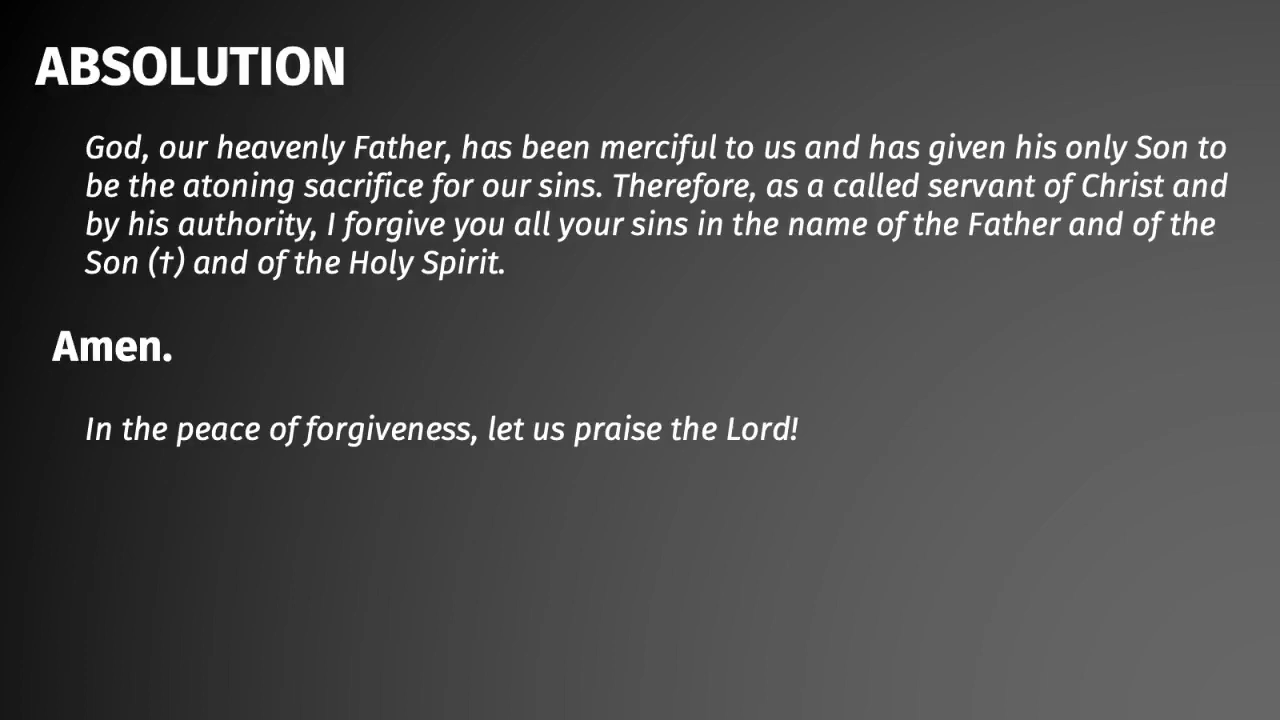 ABSOLUTION
God, our heavenly Father, has been merciful to us and has given his only Son to
be the atoning sacrifice for our sins. Therefore, as a called servant of Christ and
by his authority, I forgive you all your sins in the name of the Father and of the
Son (†) and of the Holy Spirit.
Amen.
In the peace of forgiveness, let us praise the Lord!